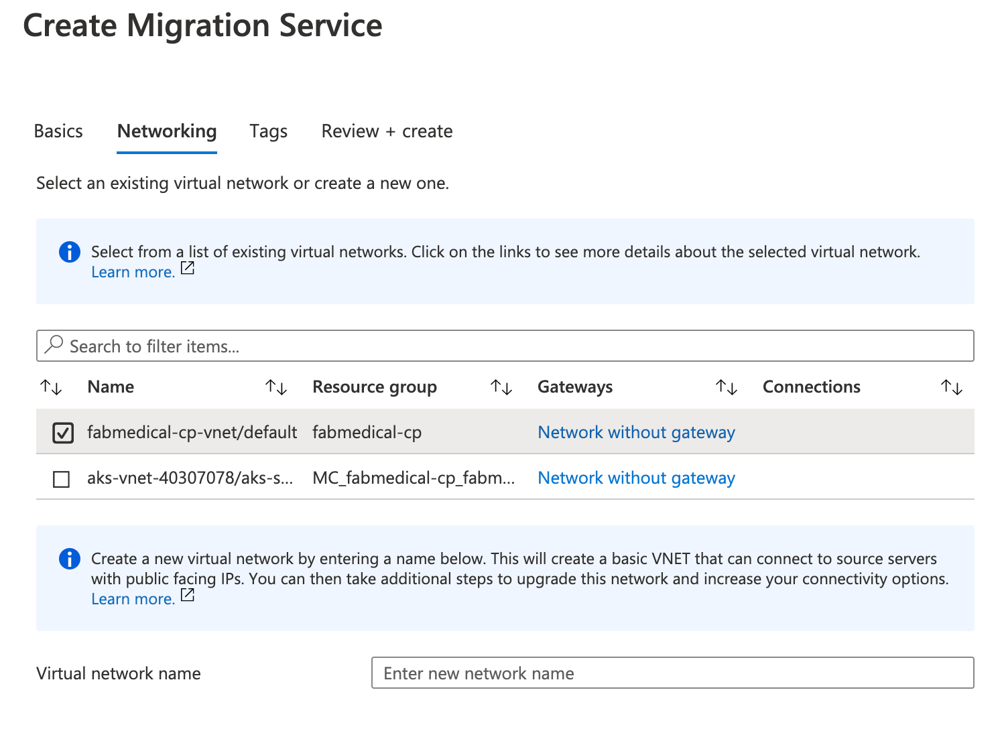 Create Migration Service
Basics Networking Tags Review + create
Select an existing virtual network or create a new one.
Select from a list of existing virtual networks. Click on the links to see more details about the selected virtual network.
Learn more.
Search to filter items...
Name Resource group Gateways Connections
fabmedical-cp-vnet/default fabmedical-cp Network without gateway
aks-vnet-40307078/aks-s... MC_fabmedical-cp_fabm... Network without gateway
Create a new virtual network by entering a name below. This will create a basic VNET that can connect to source servers
with public facing IPs. You can then take additional steps to upgrade this network and increase your connectivity options.
Learn more.
Virtual network name Enter new network name